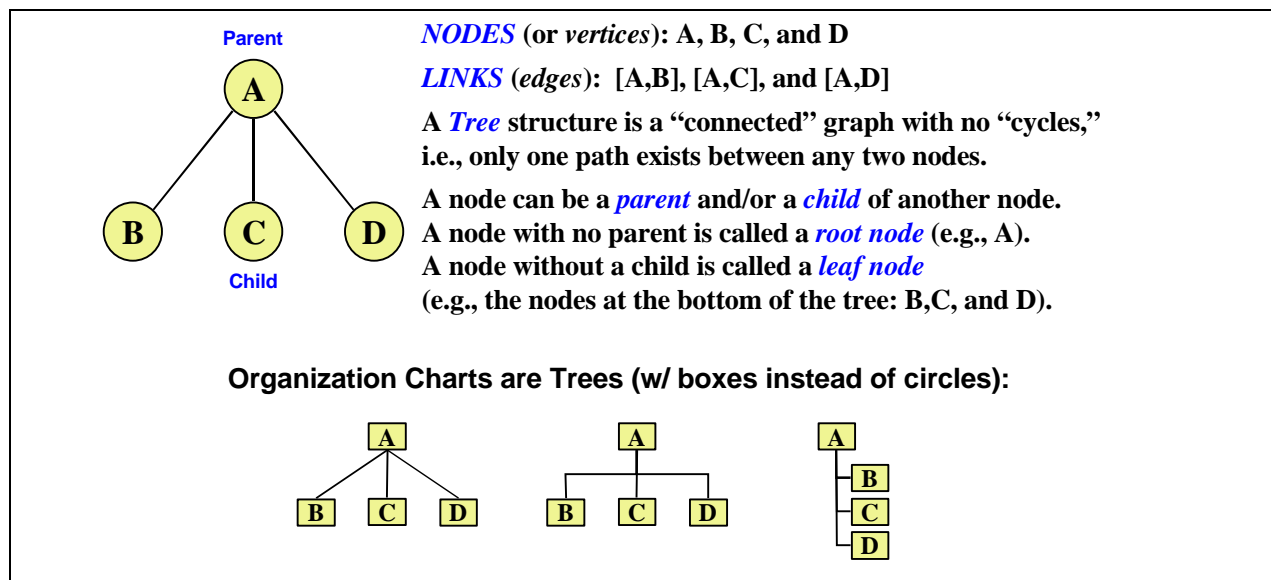 Parent
A
B
C
D
Child
NODES (or vertices): A, B, C, and D
LINKS (edges): [A,B], [A,C], and [A,D]
A Tree structure is a “connected” graph with no “cycles,”
i.e., only one path exists between any two nodes.
A node can be a parent and/or a child of another node.
A node with no parent is called a root node (e.g., A).
A node without a child is called a leaf node
(e.g., the nodes at the bottom of the tree: B,C, and D).
Organization Charts are Trees (w/ boxes instead of circles):
A
B C D
A
B C D
A
B
C
D